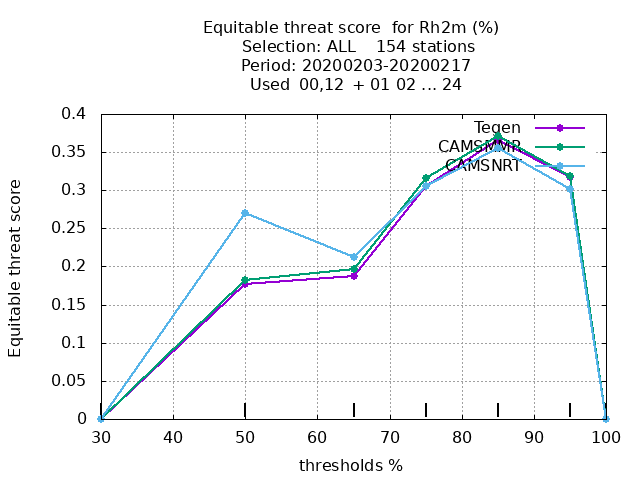 Equitable threat score  for Rh2m (%)
Selection: ALL    154 stations
Period: 20200203-20200217
Used  00,12  + 01 02 ... 24
0.4
0.35
0.3
0.25
0.2
0.15
0.1
0.05
0
Equitable threat score
Tegen
CAMSNMR
CAMSNRT
30 40 50 60 70 80 90 100
thresholds %